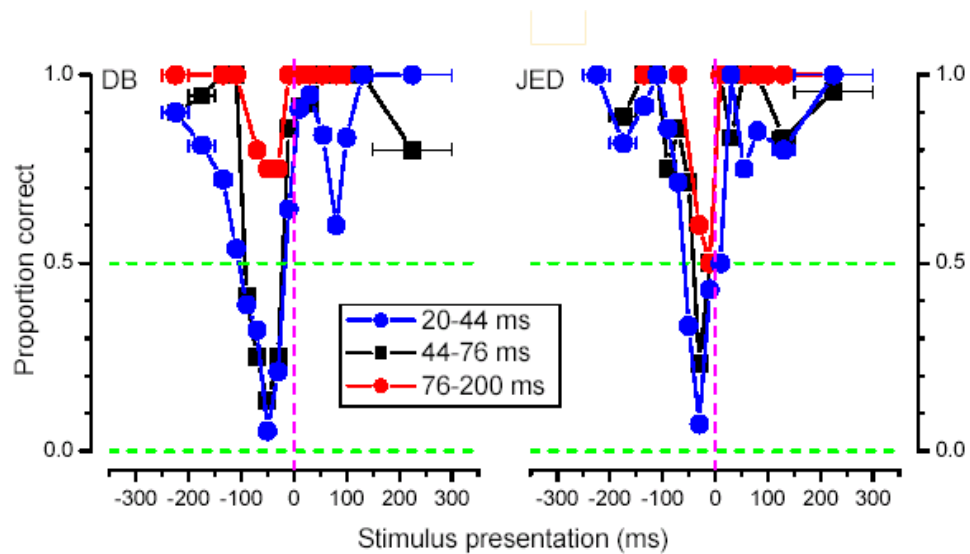 1.0 DB JED 1.0
Proportion correct
0.5 0.5
20-44 ms
44-76 ms
76-200 ms
0.0 0.0
-300 -200 -100 0 100 200 300 -300 -200 -100 0 100 200 300
Stimulus presentation (ms)